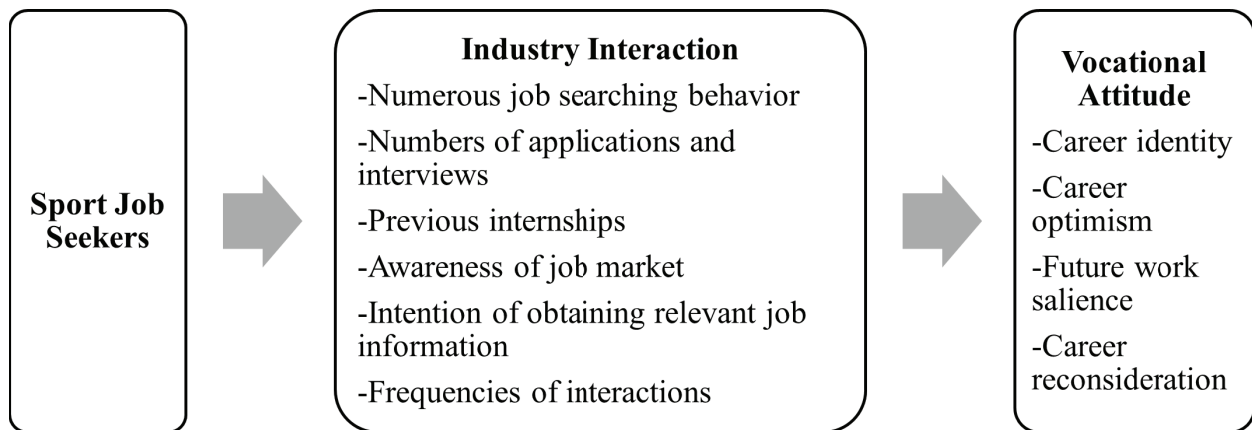 Sport Job
Seekers
Industry Interaction
-Numerous job searching behavior
-Numbers of applications and
interviews
-Previous internships
-Awareness of job market
-Intention of obtaining relevant job
information
-Frequencies of interactions
Vocational
Attitude
-Career identity
-Career
optimism
-Future work
salience
-Career
reconsideration